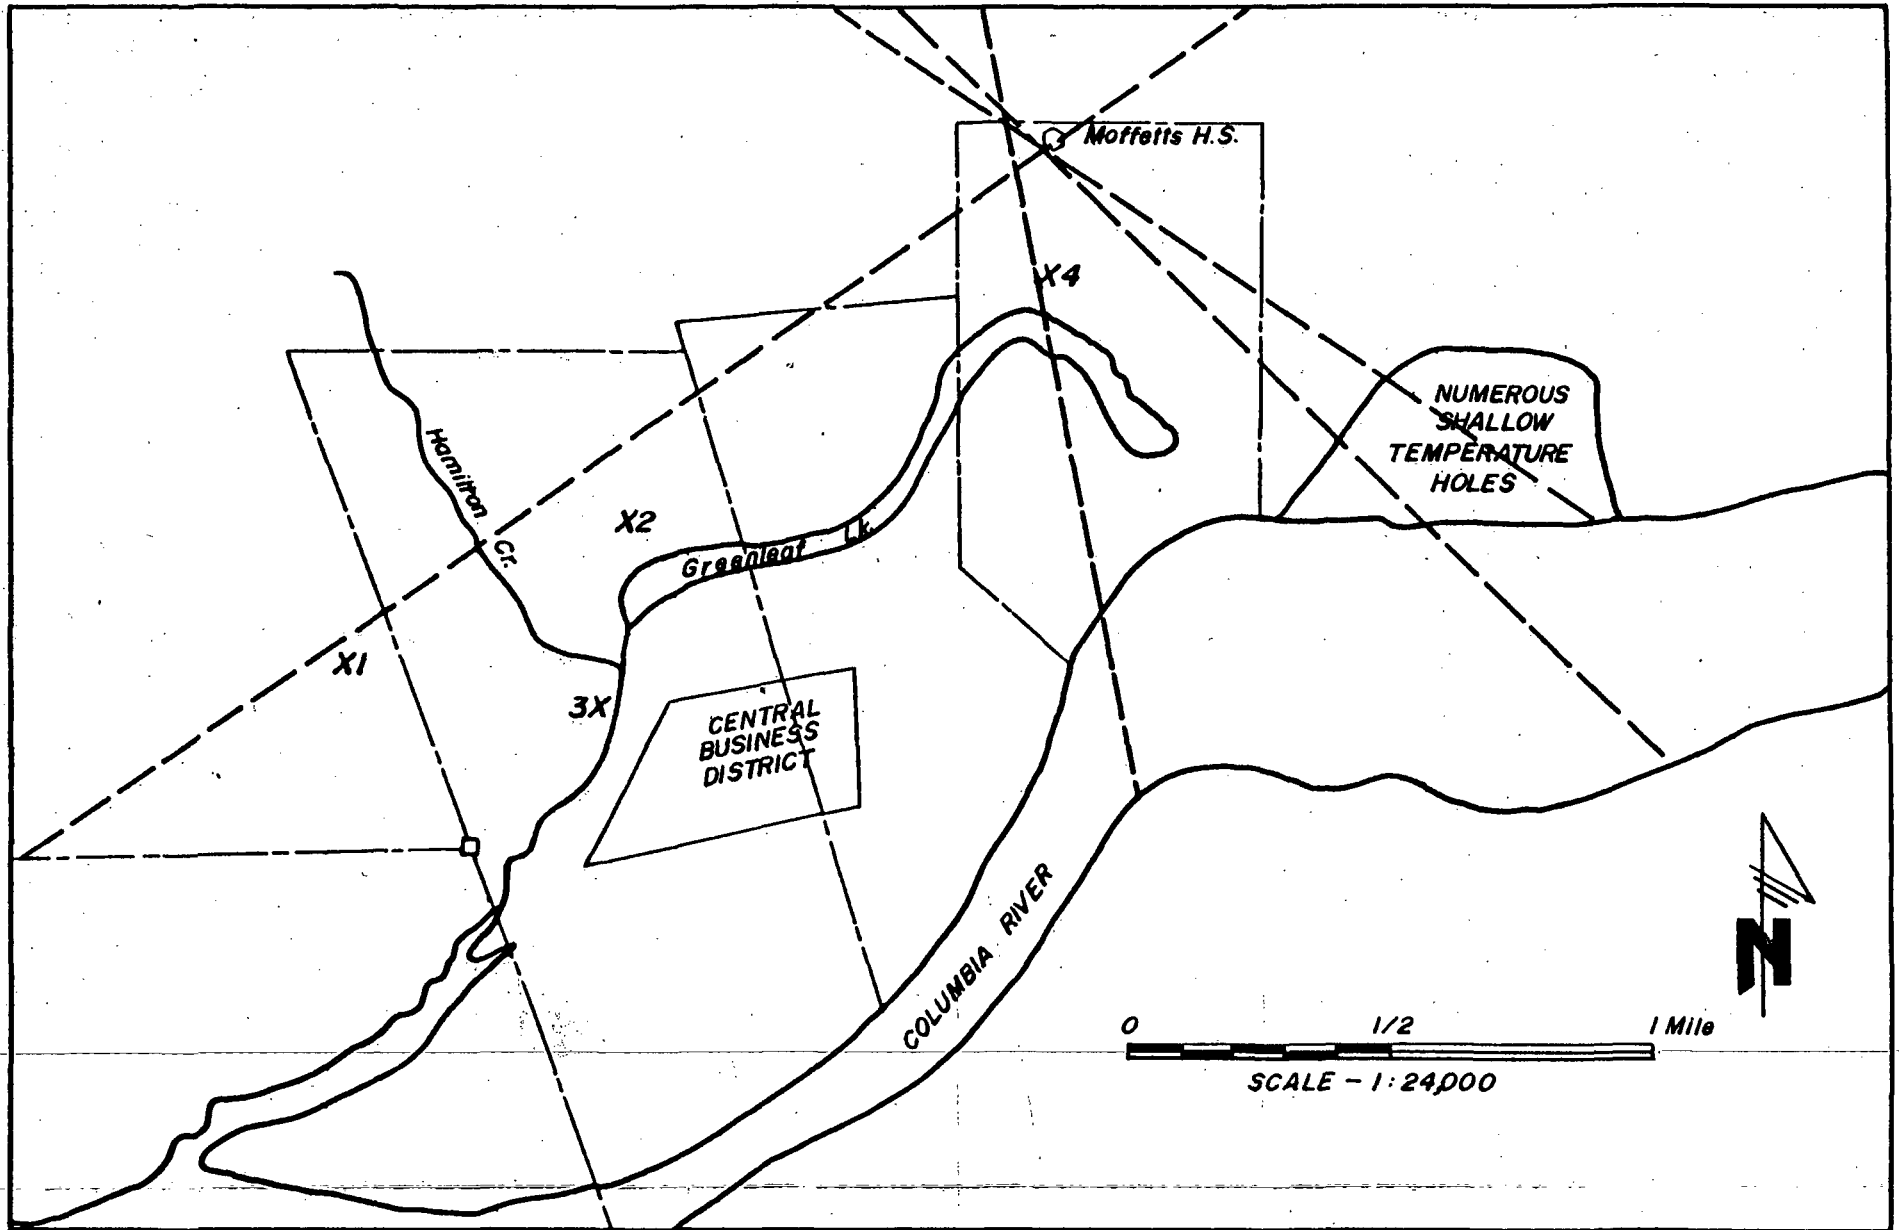 Moffetts H.S.
X4
NUMEROUS
SHALLOW
TEMPERATURE
HOLES
Hamilton
Cr.
X2
Greenleaf Lk.
X1
3X
CENTRAL
BUSINESS
DISTRICT
COLUMBIA RIVER
N
0 1/2 1 Mile
SCALE - 1:24,000